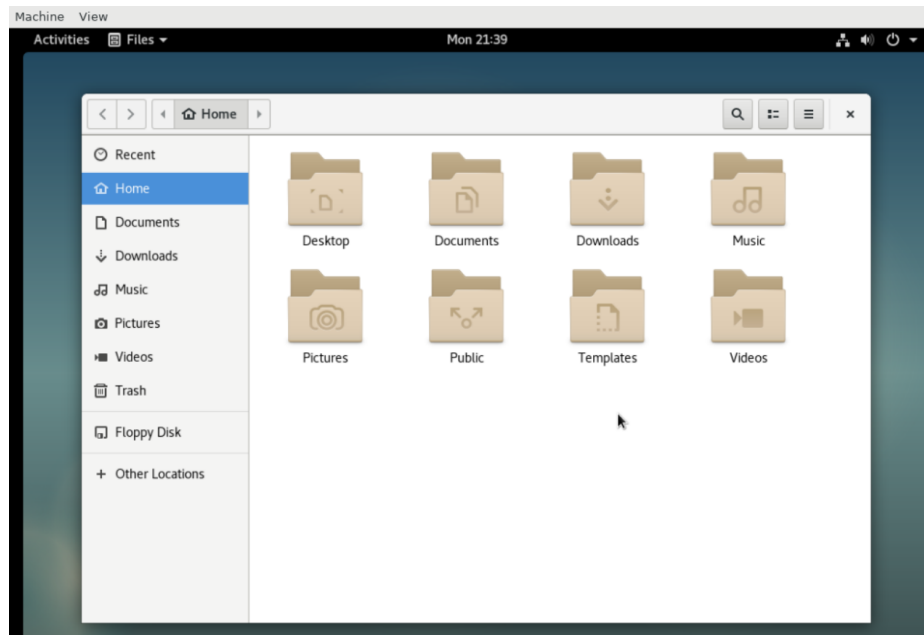 Machine View
Activities Files Mon 21:39
Home
Recent
Home
Documents
Downloads
Music
Pictures
Videos
Trash
Floppy Disk
+ Other Locations
Desktop Documents Downloads Music
Pictures Public Templates Videos